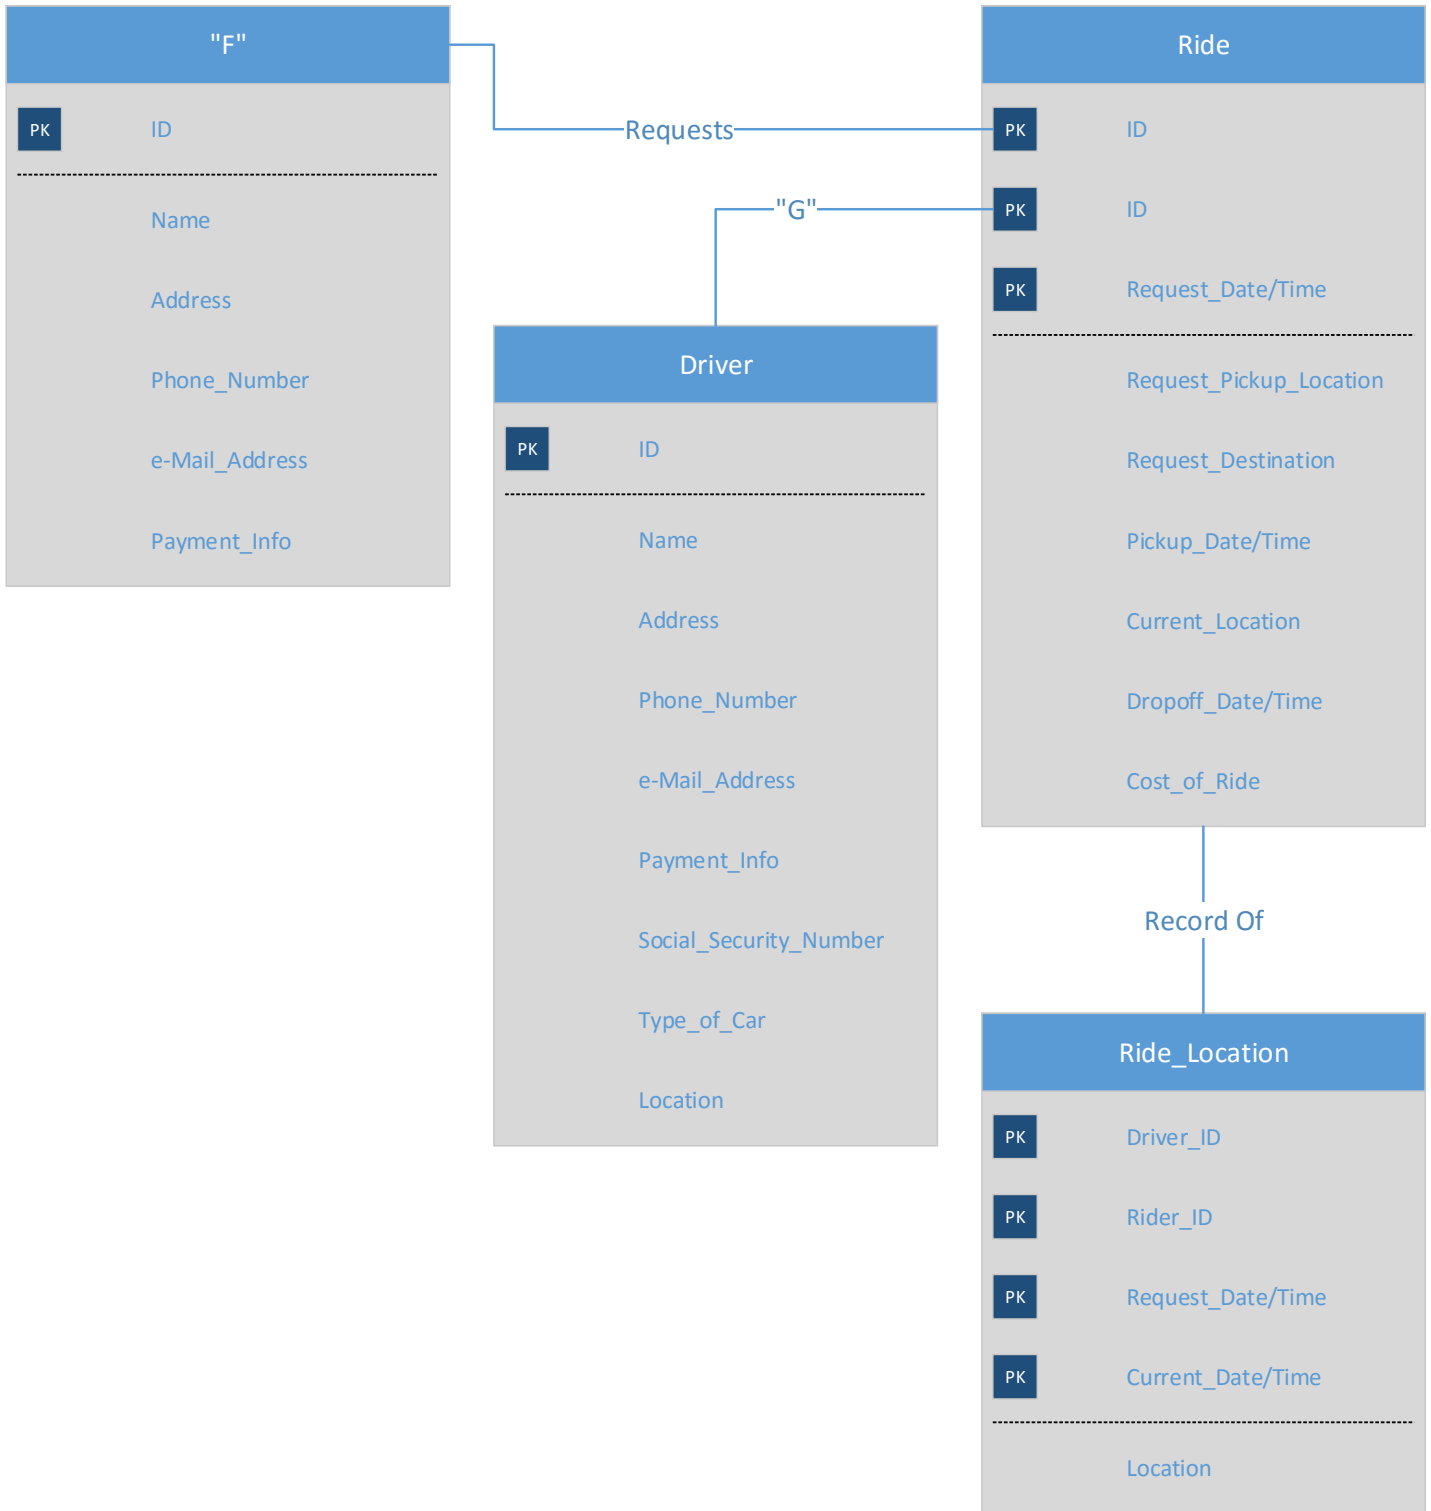 "F"
PK ID
Name
Address
Phone_Number
e-Mail_Address
Payment_Info
Requests
"G"
Driver
PK ID
Name
Address
Phone_Number
e-Mail_Address
Payment_Info
Social_Security_Number
Type_of_Car
Location
Ride
PK ID
PK ID
PK Request_Date/Time
Request_Pickup_Location
Request_Destination
Pickup_Date/Time
Current_Location
Dropoff_Date/Time
Cost_of_Ride
Record Of
Ride_Location
PK Driver_ID
PK Rider_ID
PK Request_Date/Time
PK Current_Date/Time
Location